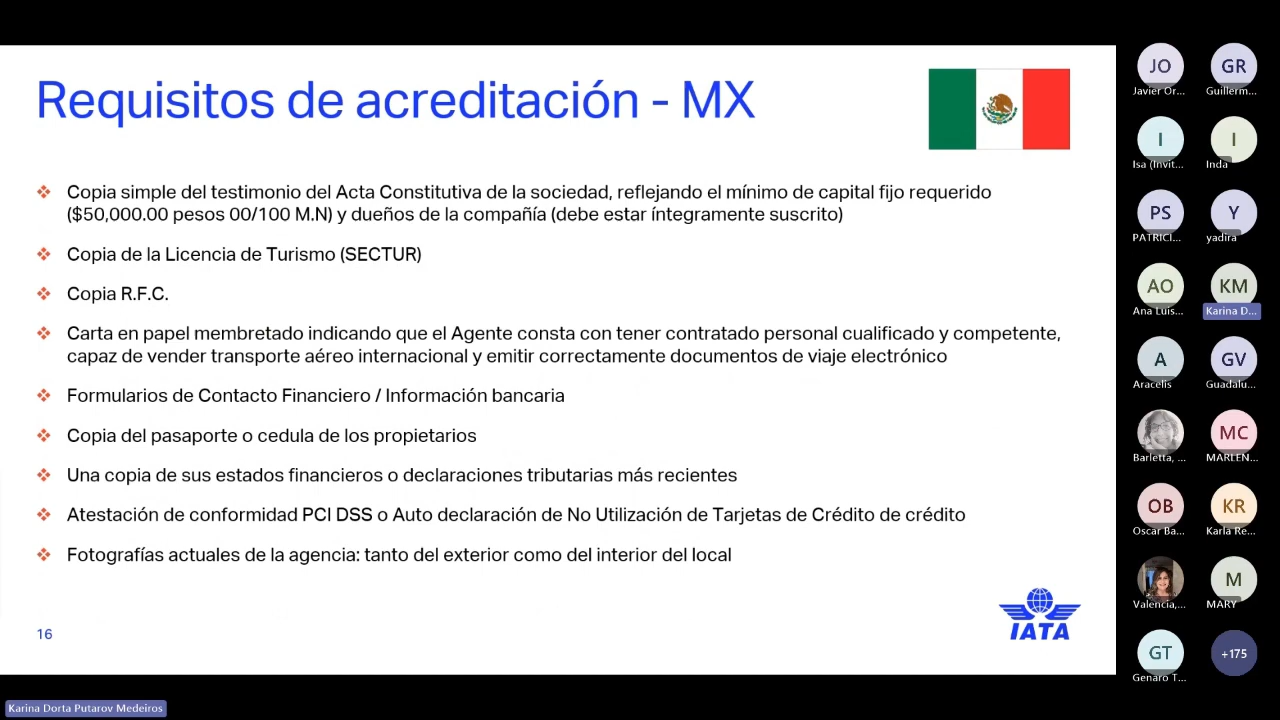 Requisitos de acreditación - MX
Copia simple del testimonio del Acta Constitutiva de la sociedad, reflejando el mínimo de capital fijo requerido
($50,000.00 pesos 00/100 M.N) y dueños de la compañía (debe estar íntegramente suscrito)
Copia de la Licencia de Turismo (SECTUR)
Copia R.F.C.
Carta en papel membretado indicando que el Agente consta con tener contratado personal cualificado y competente,
capaz de vender transporte aéreo internacional y emitir correctamente documentos de viaje electrónico
Formularios de Contacto Financiero / Información bancaria
Copia del pasaporte o cedula de los propietarios
Una copia de sus estados financieros o declaraciones tributarias más recientes
Atestación de conformidad PCI DSS o Auto declaración de No Utilización de Tarjetas de Crédito de crédito
Fotografías actuales de la agencia: tanto del exterior como del interior del local
16
IATA
JO
Javier Or...
GR
Guillerm...
I
Isa (Invit...
I
Inda
PS
PATRICI...
Y
yadira
AO
Ana Luis...
KM
Karina D...
A
Aracelis
GV
Guadalu...
Barletta, ...
MC
MARLEN...
OB
Oscar Ba...
KR
Karla Re...
Valencia,...
M
MARY
GT
Genaro T...
+175
Karina Dorta Putarov Medeiros